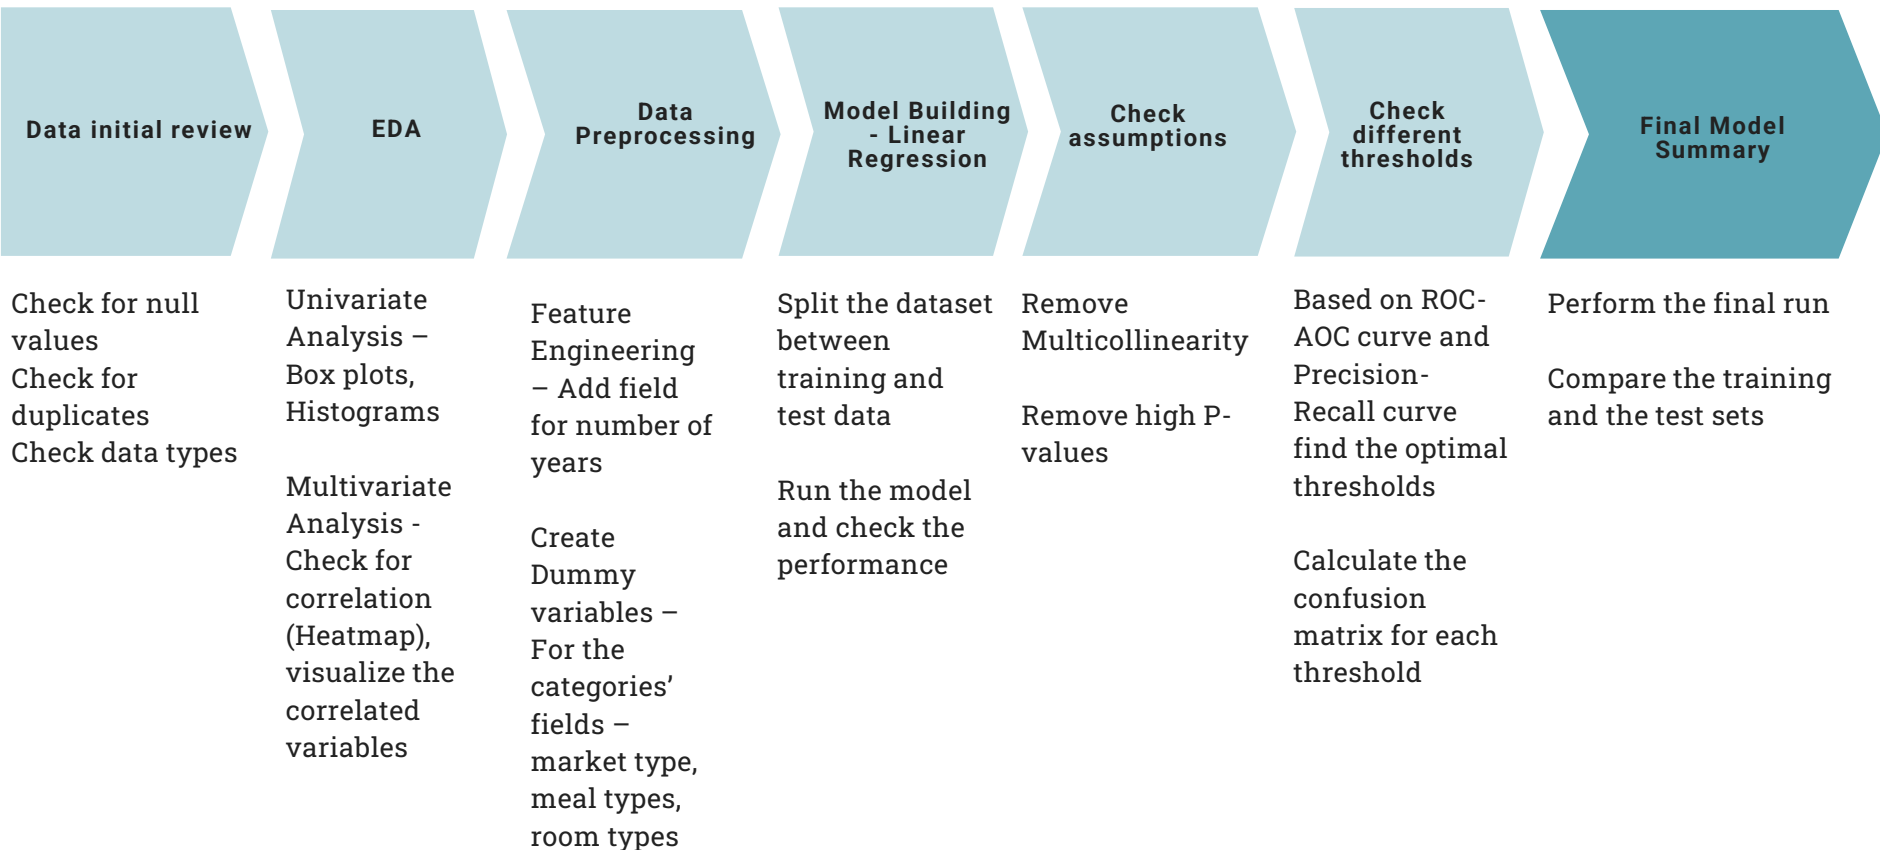 Data initial review
EDA
Data
Preprocessing
Model Building
- Linear
Regression
Check
assumptions
Check
different
thresholds
Final Model
Summary
Check for null
values
Check for
duplicates
Check data types
Univariate
Analysis –
Box plots,
Histograms
Multivariate
Analysis -
Check for
correlation
(Heatmap),
visualize the
correlated
variables
Feature
Engineering
– Add field
for number of
years
Create
Dummy
variables –
For the
categories’
fields –
market type,
meal types,
room types
Split the dataset
between
training and
test data
Run the model
and check the
performance
Remove
Multicollinearity
Remove high P-
values
Based on ROC-
AOC curve and
Precision-
Recall curve
find the optimal
thresholds
Calculate the
confusion
matrix for each
threshold
Perform the final run
Compare the training
and the test sets